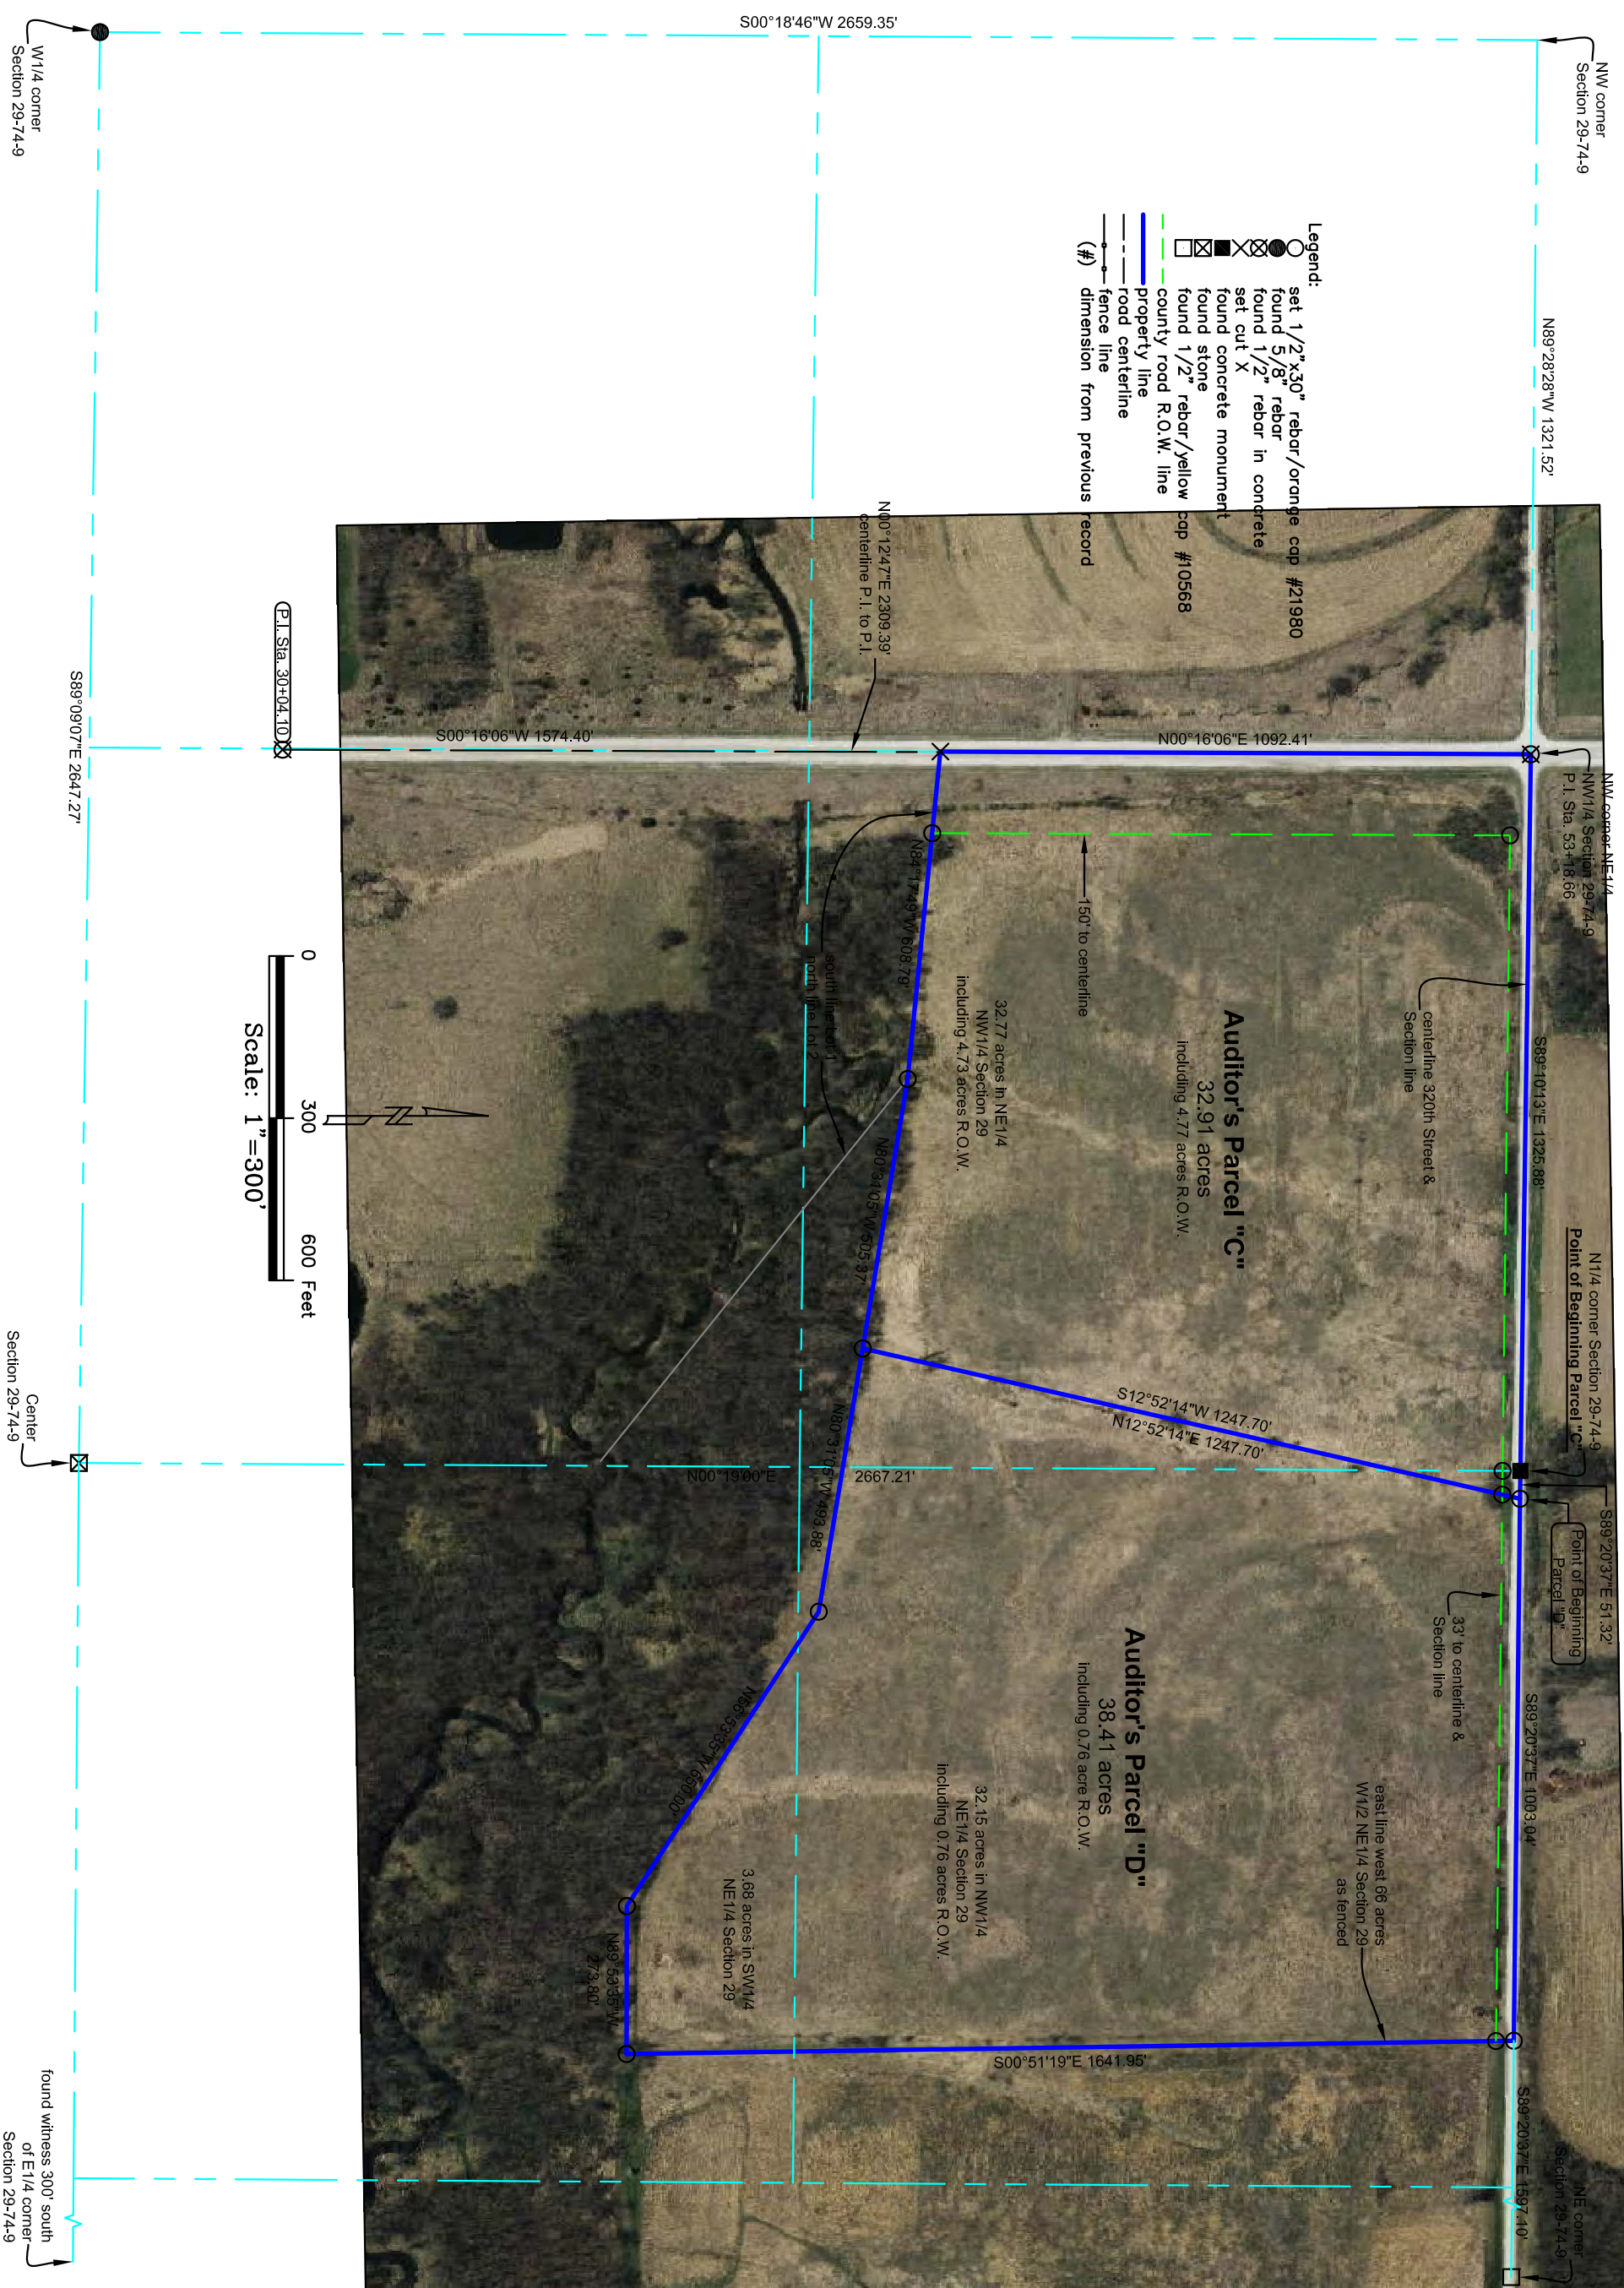 NW corner
Section 29-74-9
N89°28'28"W 1321.52'
NW corner NE1/4
NW1/4 Section 29-74-9
P.I. Sta. 53+18.66
S89°10'13"E 1325.88'
N1/4 corner Section 29-74-9
Point of Beginning Parcel "C"
S89°20'37"E 51.32'
Point of Beginning
Parcel "D"
S89°20'37"E 1003.04'
S89°20'37"E 1597.10'
NE corner
Section 29-74-9
centerline 320th Street &
Section line
33' to centerline &
Section line
east line west 66 acres
W1/2 NE1/4 Section 29
as fenced
Legend:
set 1/2"x30" rebar/orange cap #21980
found 5/8" rebar
found 1/2" rebar in concrete
set cut X
found concrete monument
found stone
found 1/2" rebar/yellow cap #10568
county road R.O.W. line
property line
road centerline
fence line
(#) dimension from previous record
N00°16'06"E 1092.41'
150' to centerline
Auditor's Parcel "C"
32.91 acres
including 4.77 acres R.O.W.
32.77 acres in NE1/4
NW1/4 Section 29
including 4.73 acres R.O.W.
S12°52'14"W 1247.70'
N12°52'14"E 1247.70'
Auditor's Parcel "D"
38.41 acres
including 0.76 acre R.O.W.
32.15 acres in NW1/4
NE1/4 Section 29
including 0.76 acres R.O.W.
S00°51'19"E 1641.95'
S00°18'46"W 2659.35'
N00°12'47"E 2309.39'
centerline P.I. to P.I.
N84°17'49"W 608.79'
N80°31'05"W 505.37'
N80°31'05"W 493.88'
south line Lot 1
north line Lot 2
N00°19'00"E 2667.21'
N56°53'35"W 650.00'
3.68 acres in SW1/4
NE1/4 Section 29
N89°53'35"W
273.80'
S00°16'06"W 1574.40'
P.I. Sta. 30+04.10
0 300 600 Feet
Scale: 1"=300'
W1/4 corner
Section 29-74-9
S89°09'07"E 2647.27'
Center
Section 29-74-9
found witness 300' south
of E1/4 corner
Section 29-74-9